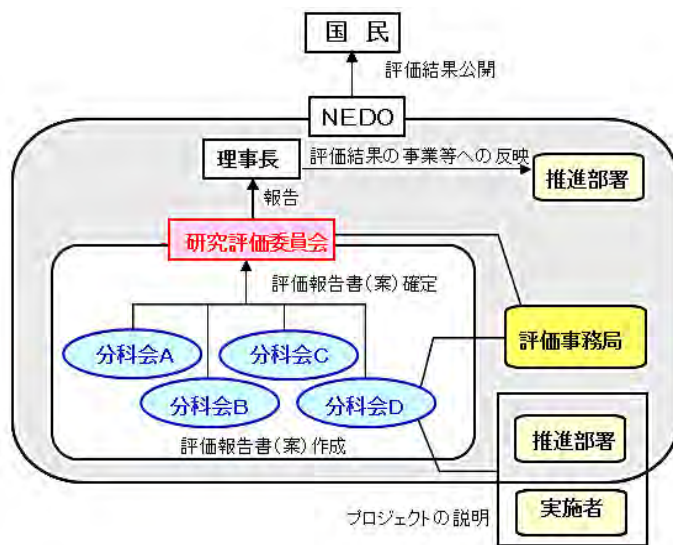 国 民
評価結果公開
NEDO
理事長
評価結果の事業等への反映
推進部署
報告
研究評価委員会
評価報告書(案)確定
分科会A
分科会C
評価事務局
分科会B
分科会D
推進部署
評価報告書(案)作成
プロジェクトの説明
実施者